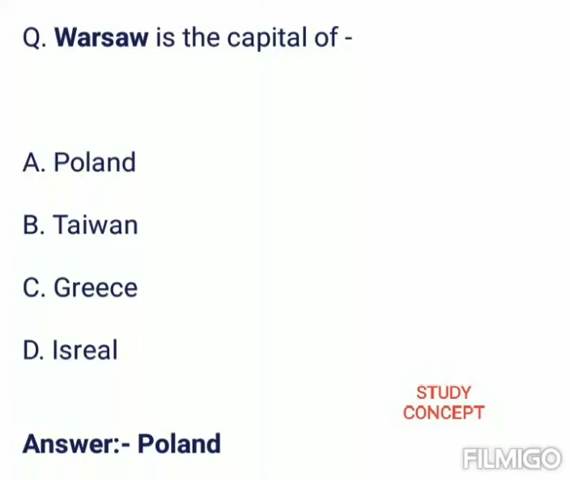 Q. Warsaw is the capital of -
A. Poland
B. Taiwan
C. Greece
D. Isreal
STUDY
CONCEPT
Answer:- Poland
FILMIGO